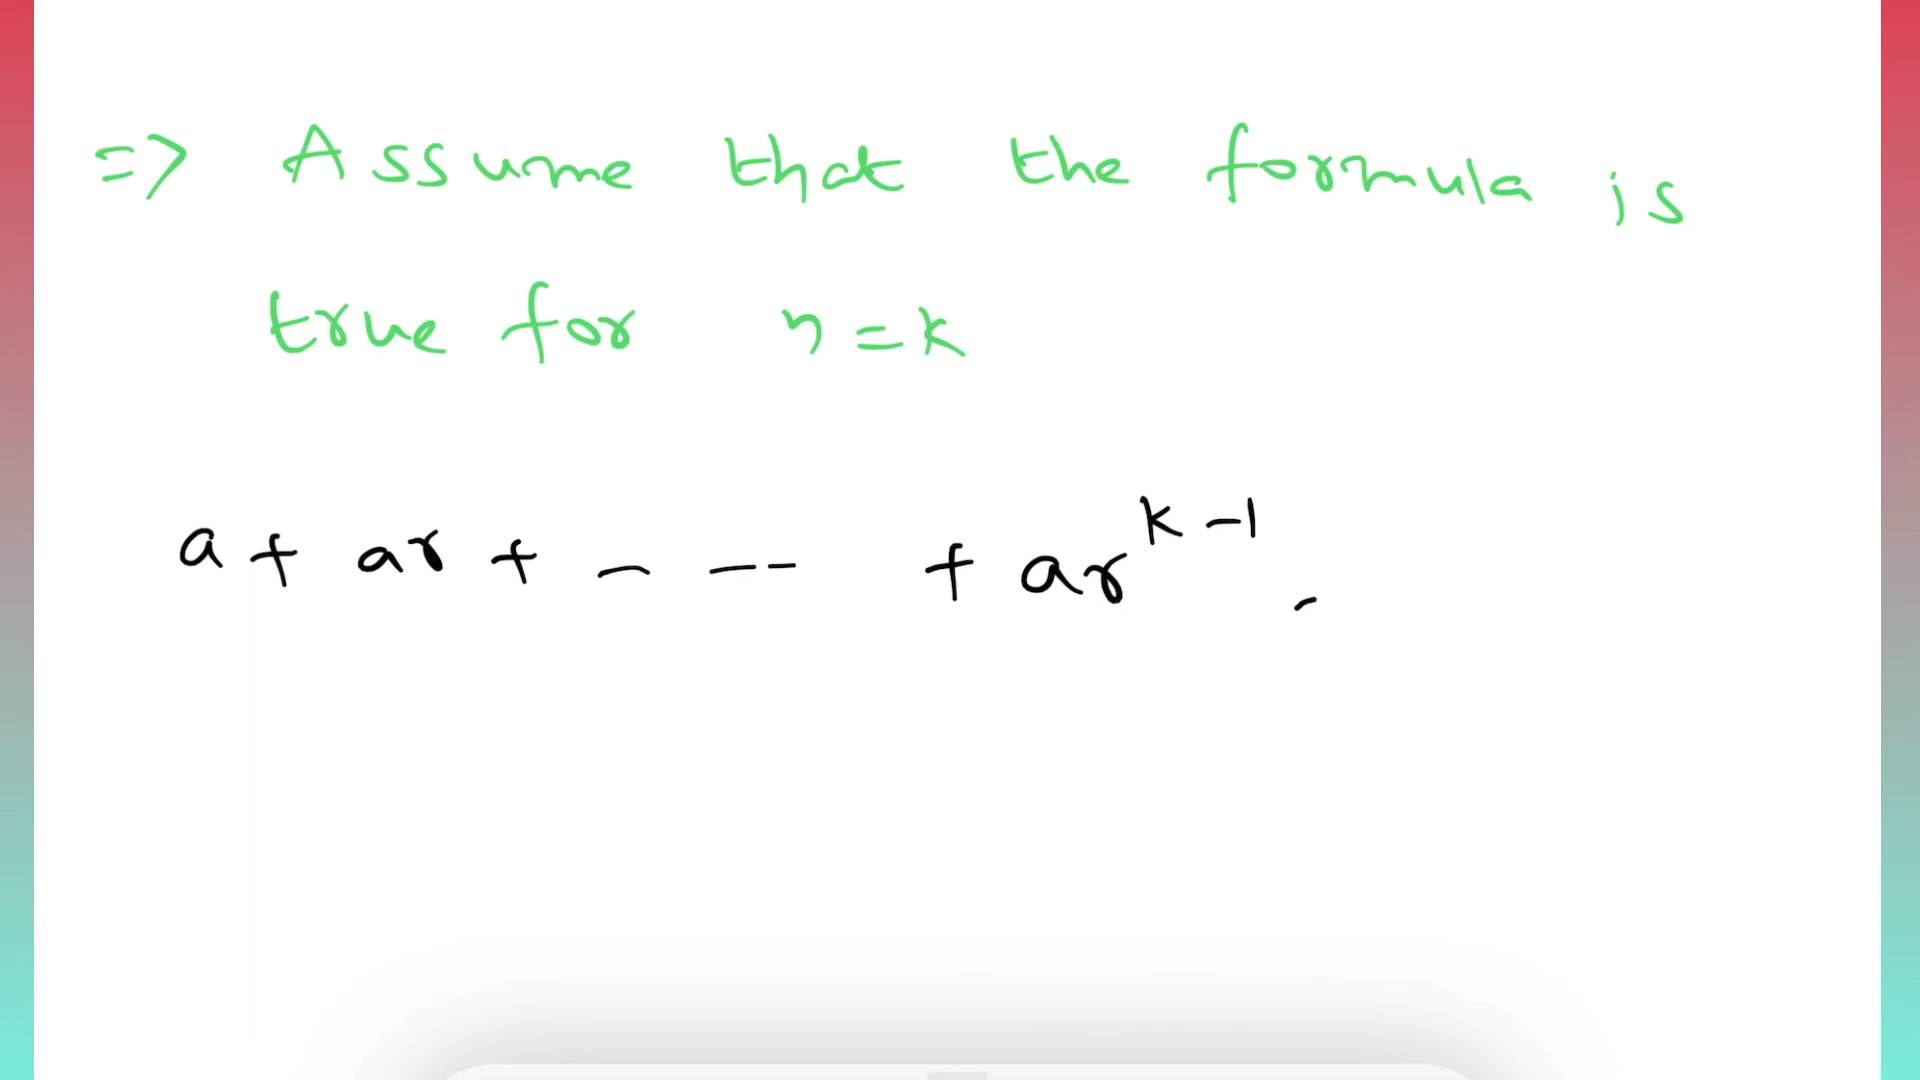 => Assume that the formula is
true for n = k
a + ar + - -- + ar^k-1 -